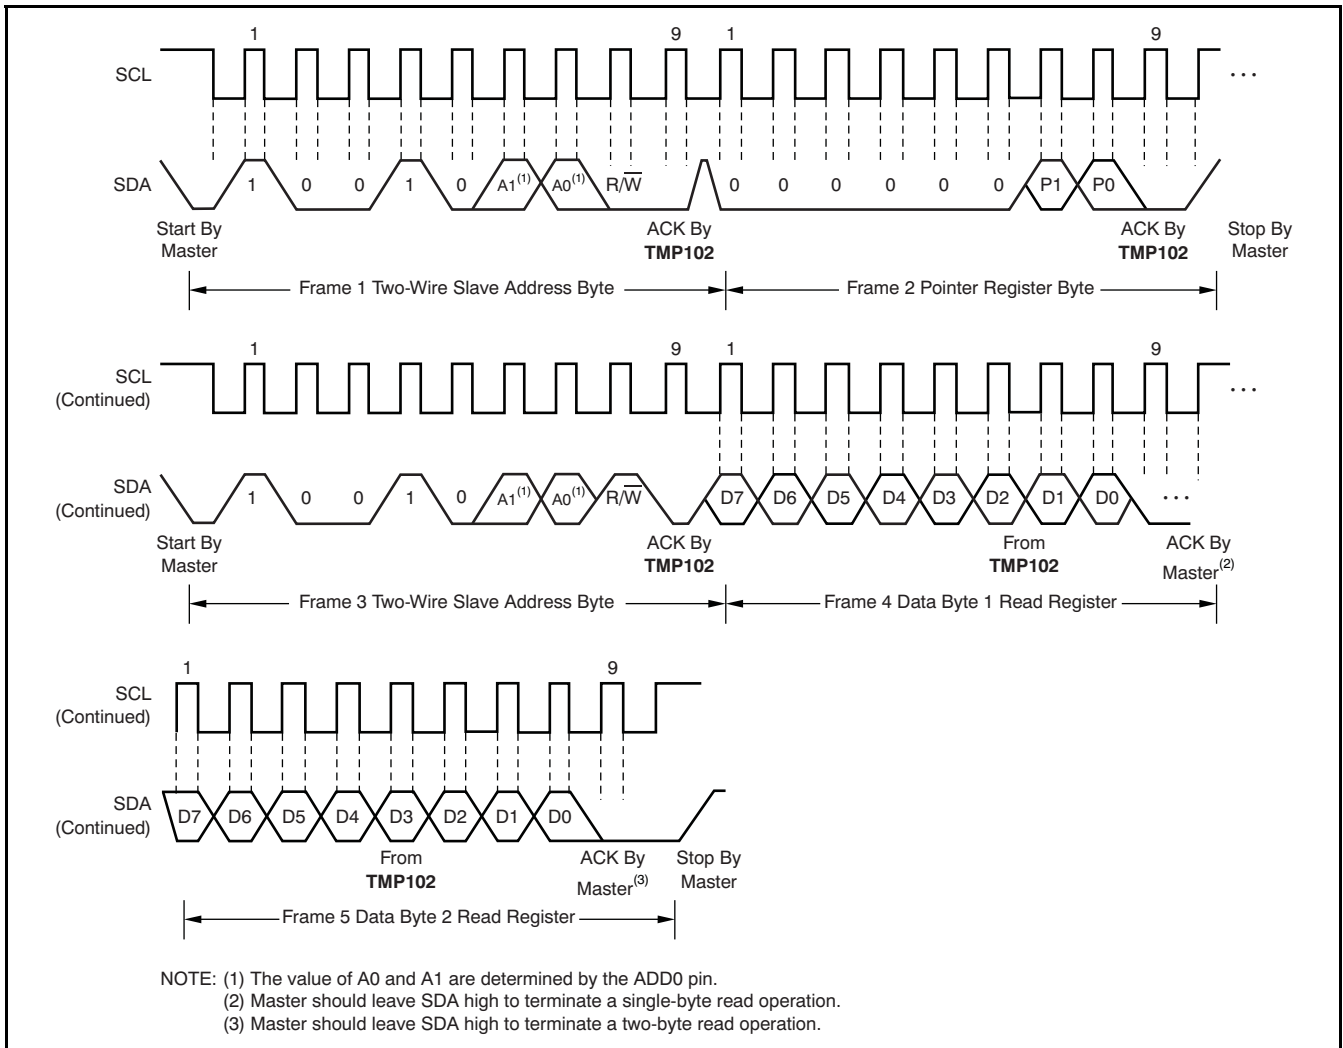 1 9 1 9
SCL ...
SDA 1 0 0 1 0 A1(1) A0(1) R/W̅ 0 0 0 0 0 0 P1 P0
Start By Master
ACK By TMP102
ACK By TMP102
Stop By Master
Frame 1 Two-Wire Slave Address Byte
Frame 2 Pointer Register Byte
1 9 1 9
SCL (Continued) ...
SDA (Continued) 1 0 0 1 0 A1(1) A0(1) R/W̅ D7 D6 D5 D4 D3 D2 D1 D0 ...
Start By Master
ACK By TMP102
From TMP102
ACK By Master(2)
Frame 3 Two-Wire Slave Address Byte
Frame 4 Data Byte 1 Read Register
1 9
SCL (Continued)
SDA (Continued) D7 D6 D5 D4 D3 D2 D1 D0
From TMP102
ACK By Master(3)
Stop By Master
Frame 5 Data Byte 2 Read Register
NOTE: (1) The value of A0 and A1 are determined by the ADD0 pin.
(2) Master should leave SDA high to terminate a single-byte read operation.
(3) Master should leave SDA high to terminate a two-byte read operation.